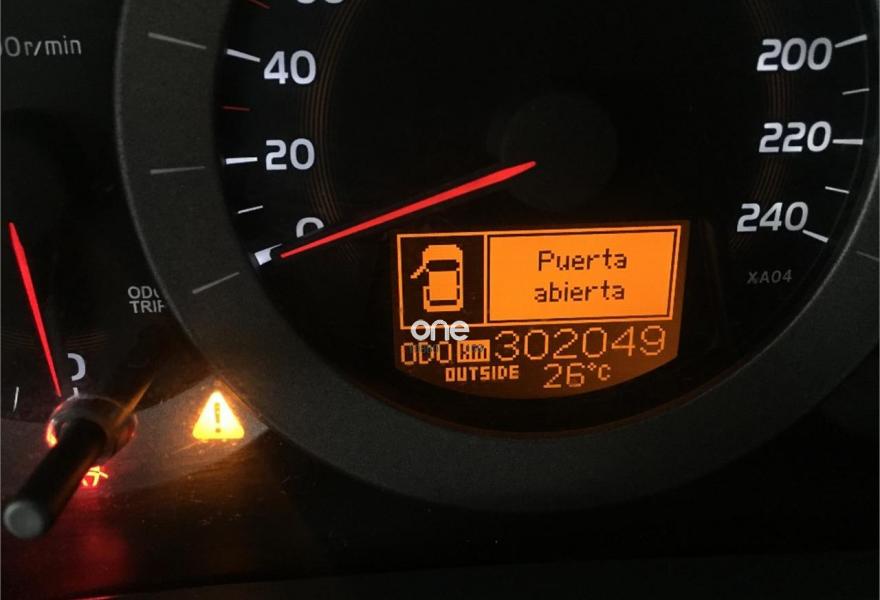 0r/min
40
20
0
200
220
240
XA04
ODO
TRIP
0
Puerta
abierta
one
ODO km 302049
OUTSIDE 26°C